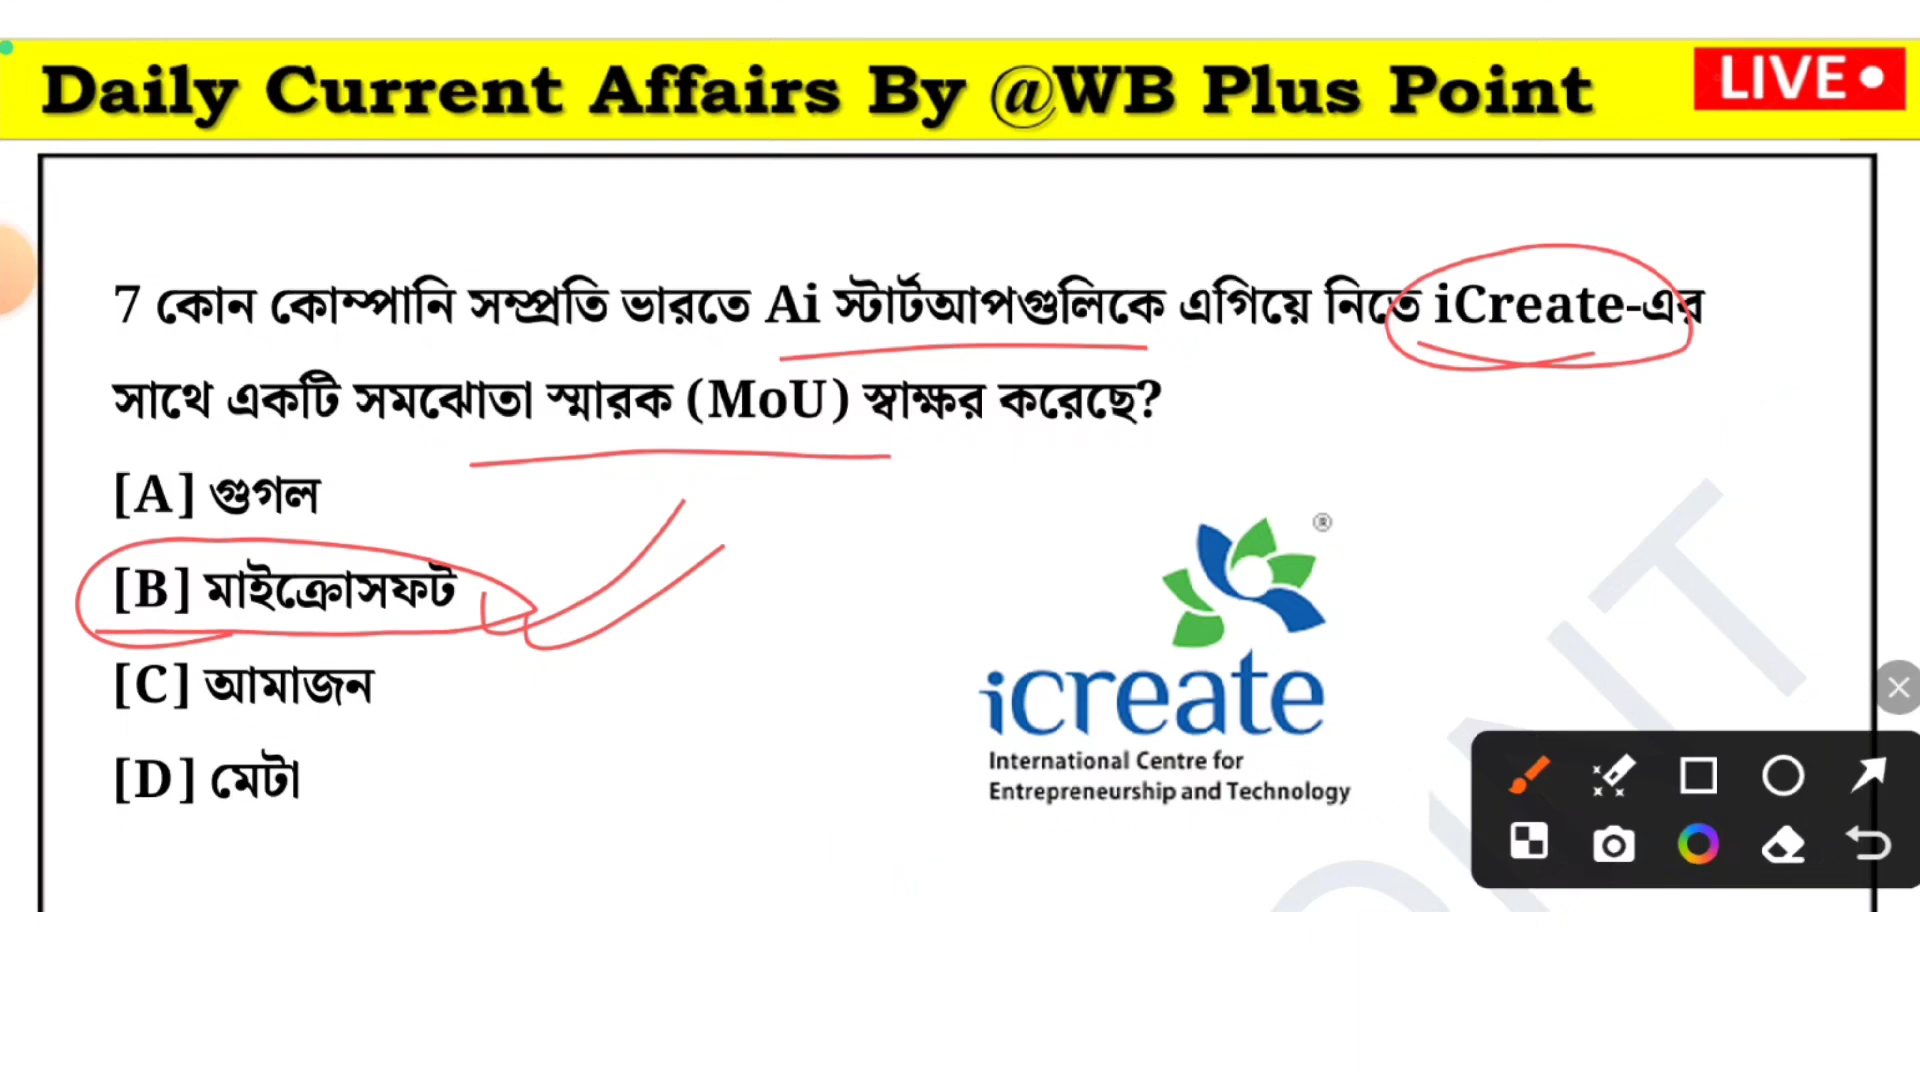 Daily Current Affairs By @WB Plus Point
LIVE
7 কোন কোম্পানি সম্প্রতি ভারতে Ai স্টার্টআপগুলিকে এগিয়ে নিতে iCreate-এর
সাথে একটি সমঝোতা স্মারক (MoU) স্বাক্ষর করেছে?
[A] গুগল
[B] মাইক্রোসফট
[C] আমাজন
[D] মেটা
®
icreate
International Centre for
Entrepreneurship and Technology